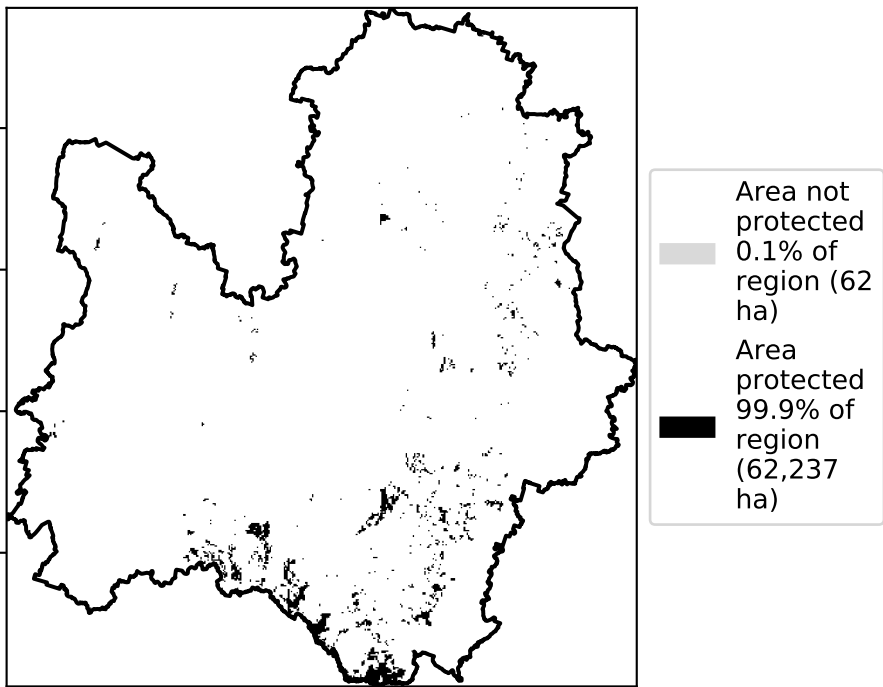 Area not
protected
0.1% of
region (62
ha)
Area
protected
99.9% of
region
(62,237
ha)